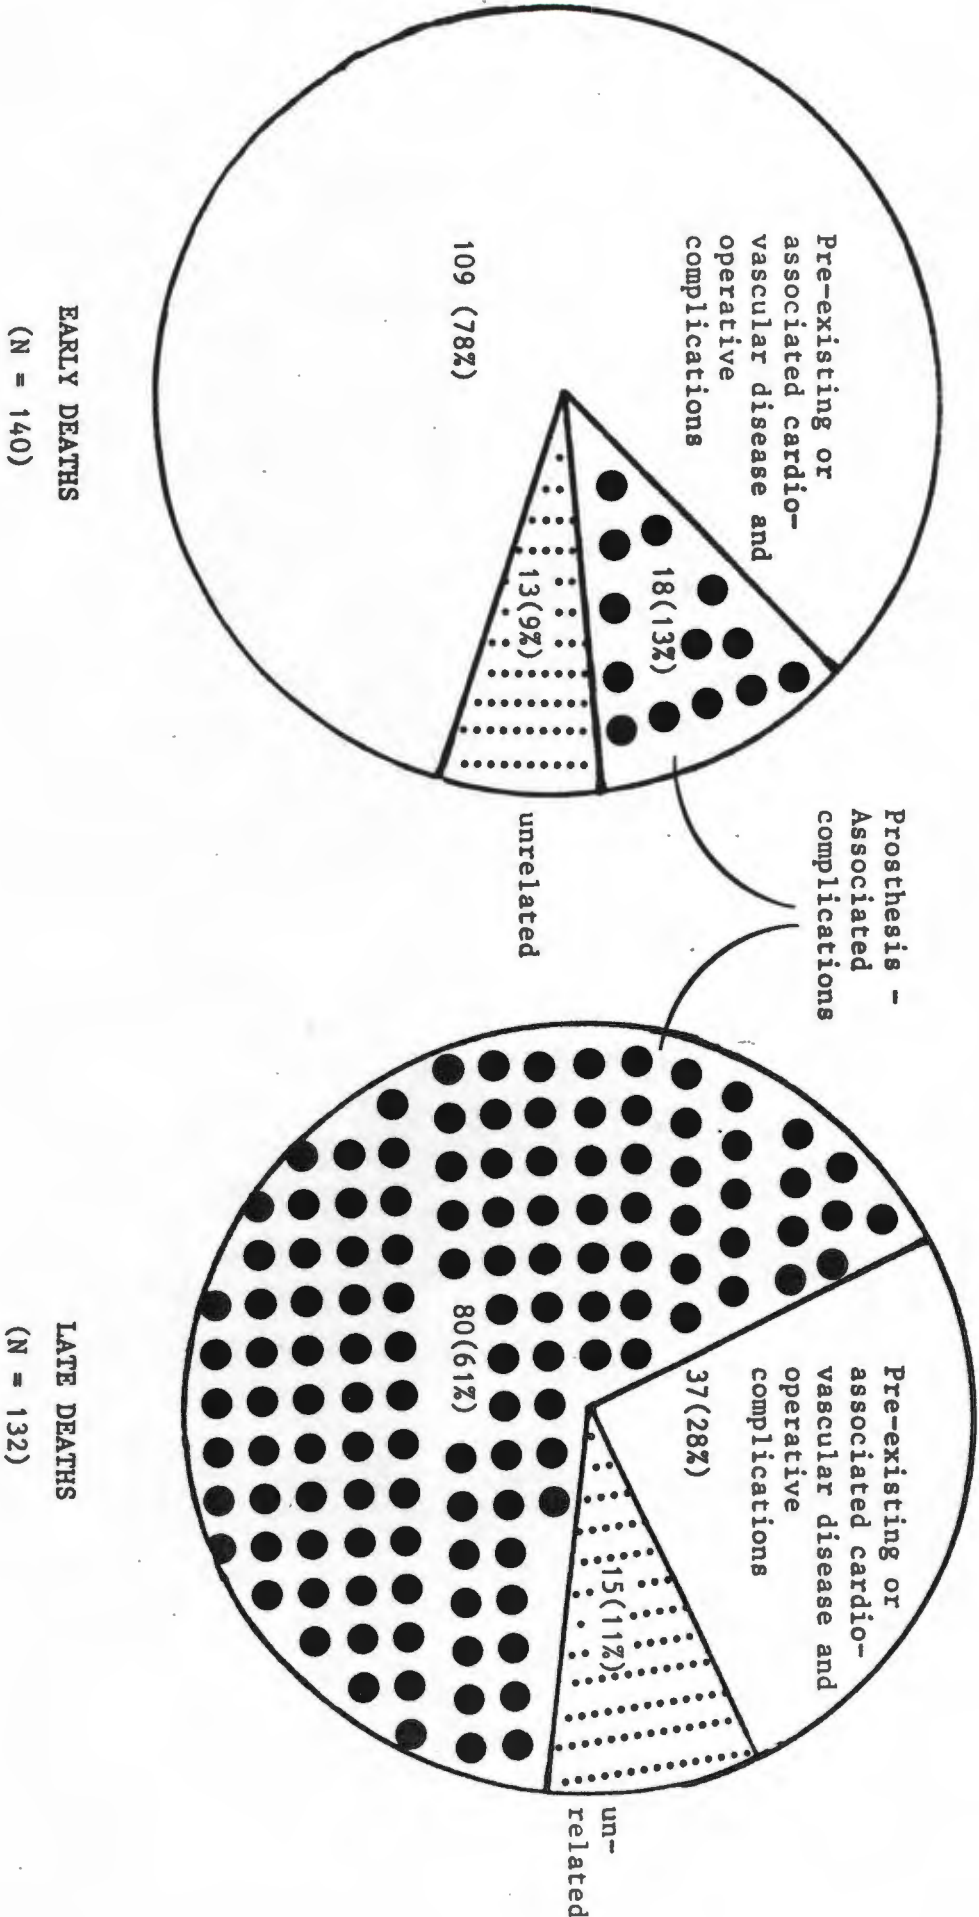 Pre-existing or
associated cardio-
vascular disease and
operative
complications
109 (78%)
18(13%)
13(9%)
unrelated
EARLY DEATHS
(N = 140)
Prosthesis -
Associated
complications
Pre-existing or
associated cardio-
vascular disease and
operative
complications
37(28%)
15(11%)
80(61%)
un-
related
LATE DEATHS
(N = 132)